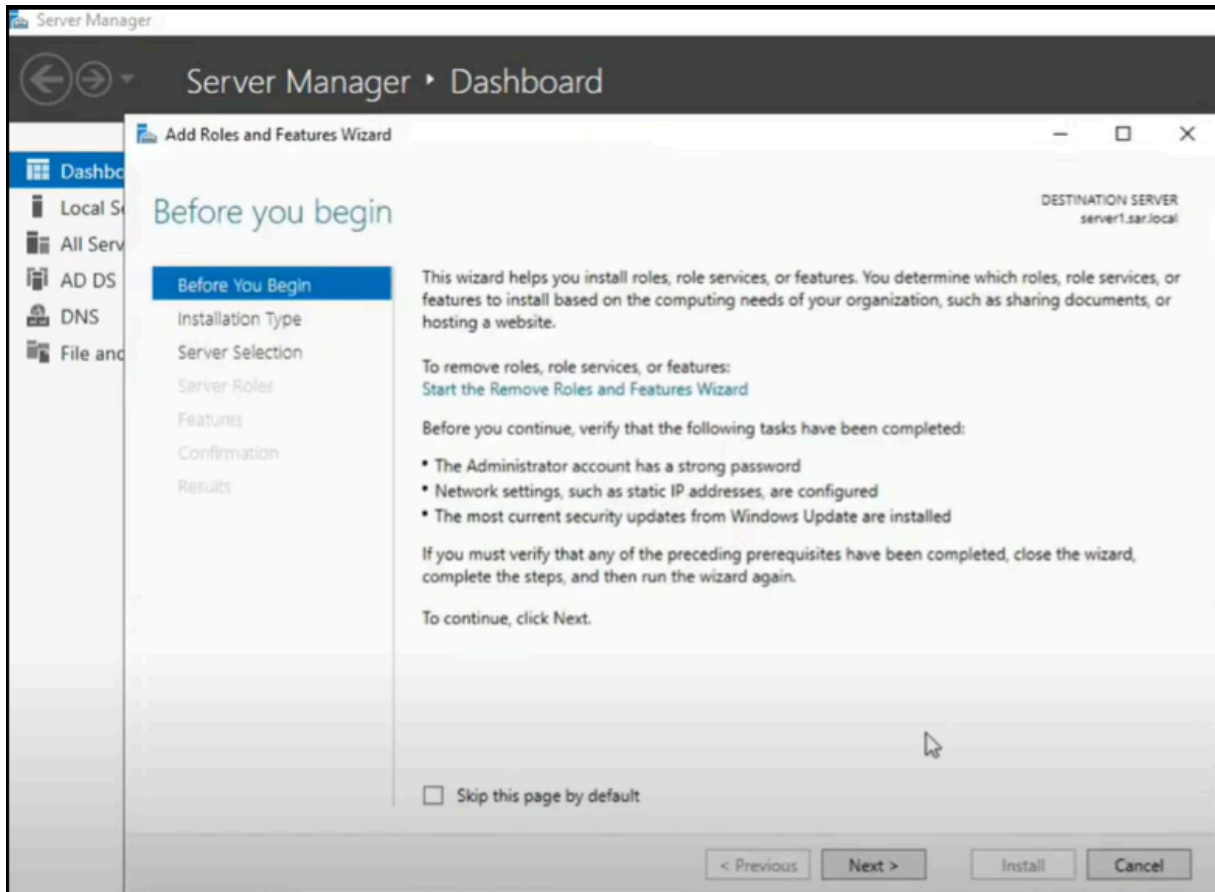 Server Manager
Server Manager ‣ Dashboard
Add Roles and Features Wizard
Dashbo
Local Se
All Serv
AD DS
DNS
File and
Before you begin
DESTINATION SERVER
server1.sar.local
Before You Begin
Installation Type
Server Selection
Server Roles
Features
Confirmation
Results
This wizard helps you install roles, role services, or features. You determine which roles, role services, or
features to install based on the computing needs of your organization, such as sharing documents, or
hosting a website.
To remove roles, role services, or features:
Start the Remove Roles and Features Wizard
Before you continue, verify that the following tasks have been completed:
• The Administrator account has a strong password
• Network settings, such as static IP addresses, are configured
• The most current security updates from Windows Update are installed
If you must verify that any of the preceding prerequisites have been completed, close the wizard,
complete the steps, and then run the wizard again.
To continue, click Next.
Skip this page by default
< Previous
Next >
Install
Cancel